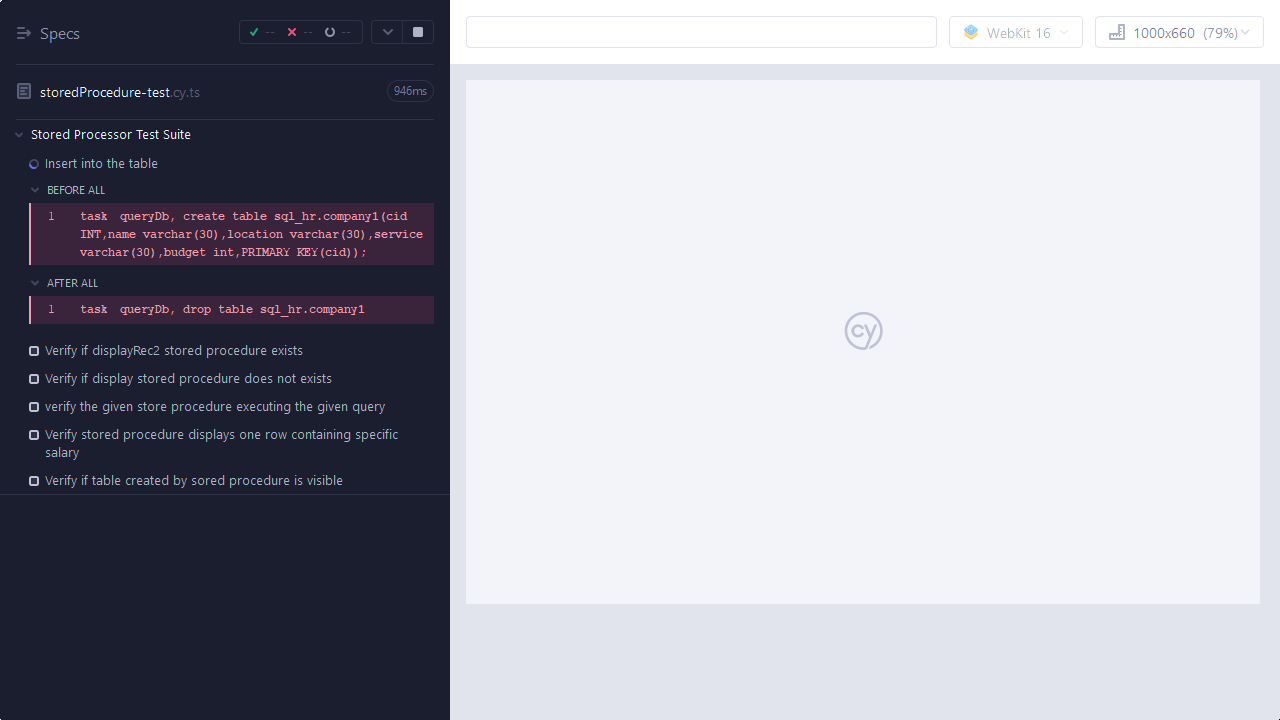 Specs
--
--
--
WebKit 16
1000x660 (79%)
storedProcedure-test.cy.ts
946ms
Stored Processor Test Suite
Insert into the table
BEFORE ALL
1 task queryDb, create table sql_hr.company1(cid
INT,name varchar(30),location varchar(30),service
varchar(30),budget int,PRIMARY KEY(cid));
AFTER ALL
1 task queryDb, drop table sql_hr.company1
cy
Verify if displayRec2 stored procedure exists
Verify if display stored procedure does not exists
verify the given store procedure executing the given query
Verify stored procedure displays one row containing specific
salary
Verify if table created by sored procedure is visible